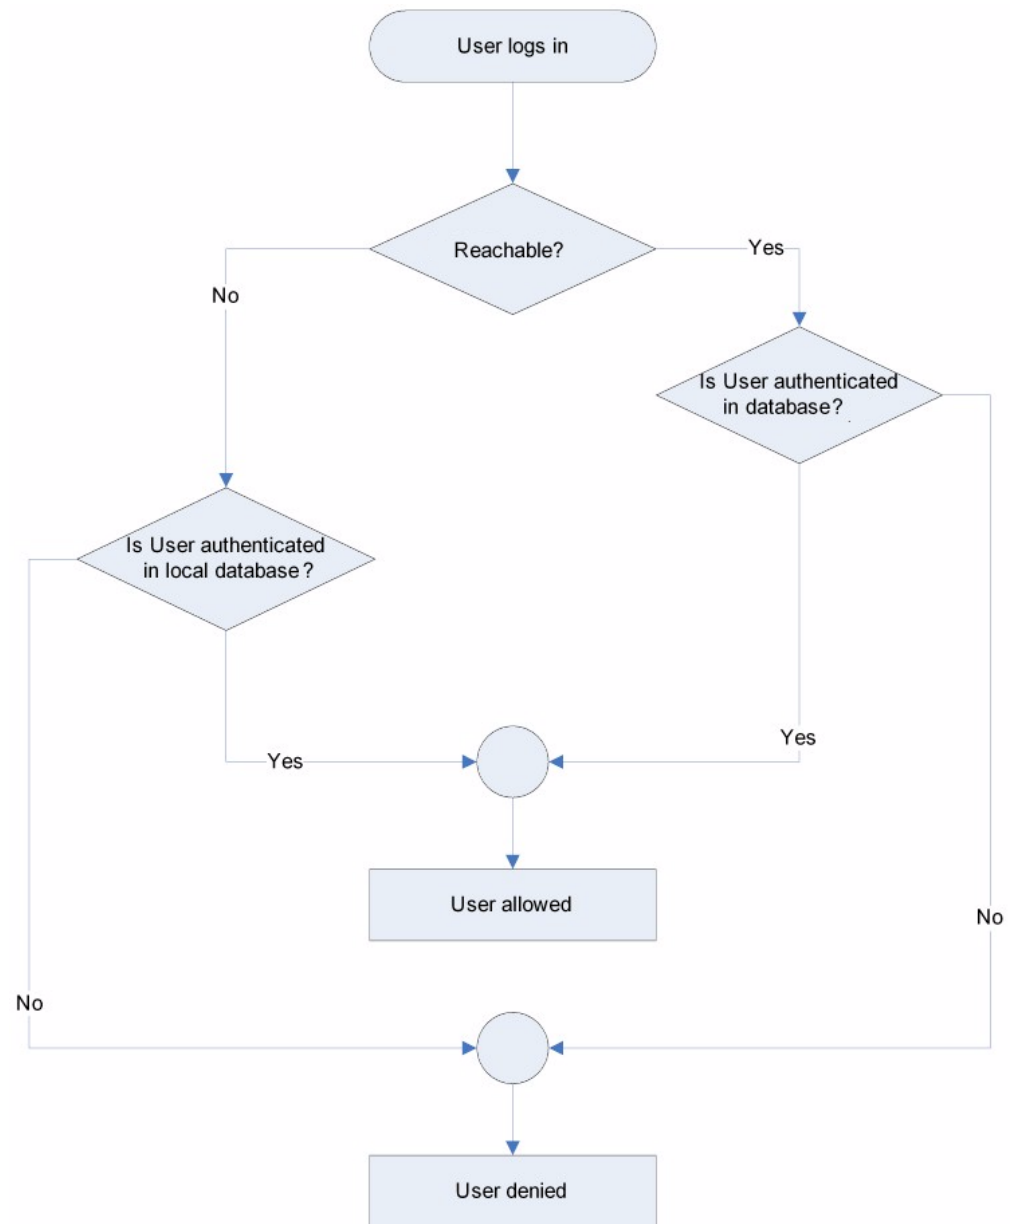 User logs in
Reachable?
Yes
No
Is User authenticated
in database?
Is User authenticated
in local database?
Yes
Yes
User allowed
No
No
User denied